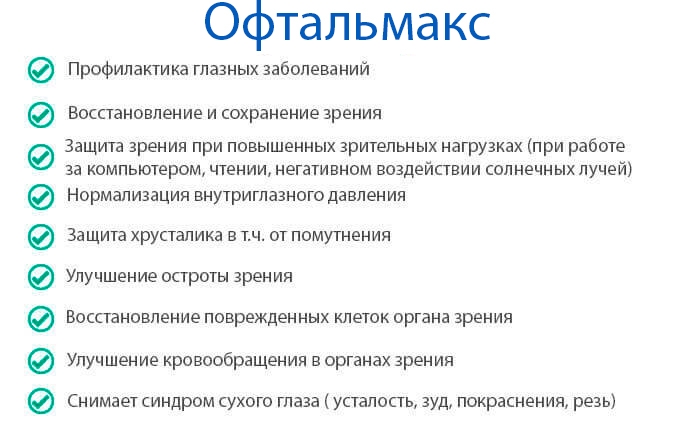 Офтальмакс
Профилактика глазных заболеваний
Восстановление и сохранение зрения
Защита зрения при повышенных зрительных нагрузках (при работе
за компьютером, чтении, негативном воздействии солнечных лучей)
Нормализация внутриглазного давления
Защита хрусталика в т.ч. от помутнения
Улучшение остроты зрения
Восстановление поврежденных клеток органа зрения
Улучшение кровообращения в органах зрения
Снимает синдром сухого глаза ( усталость, зуд, покраснения, резь)